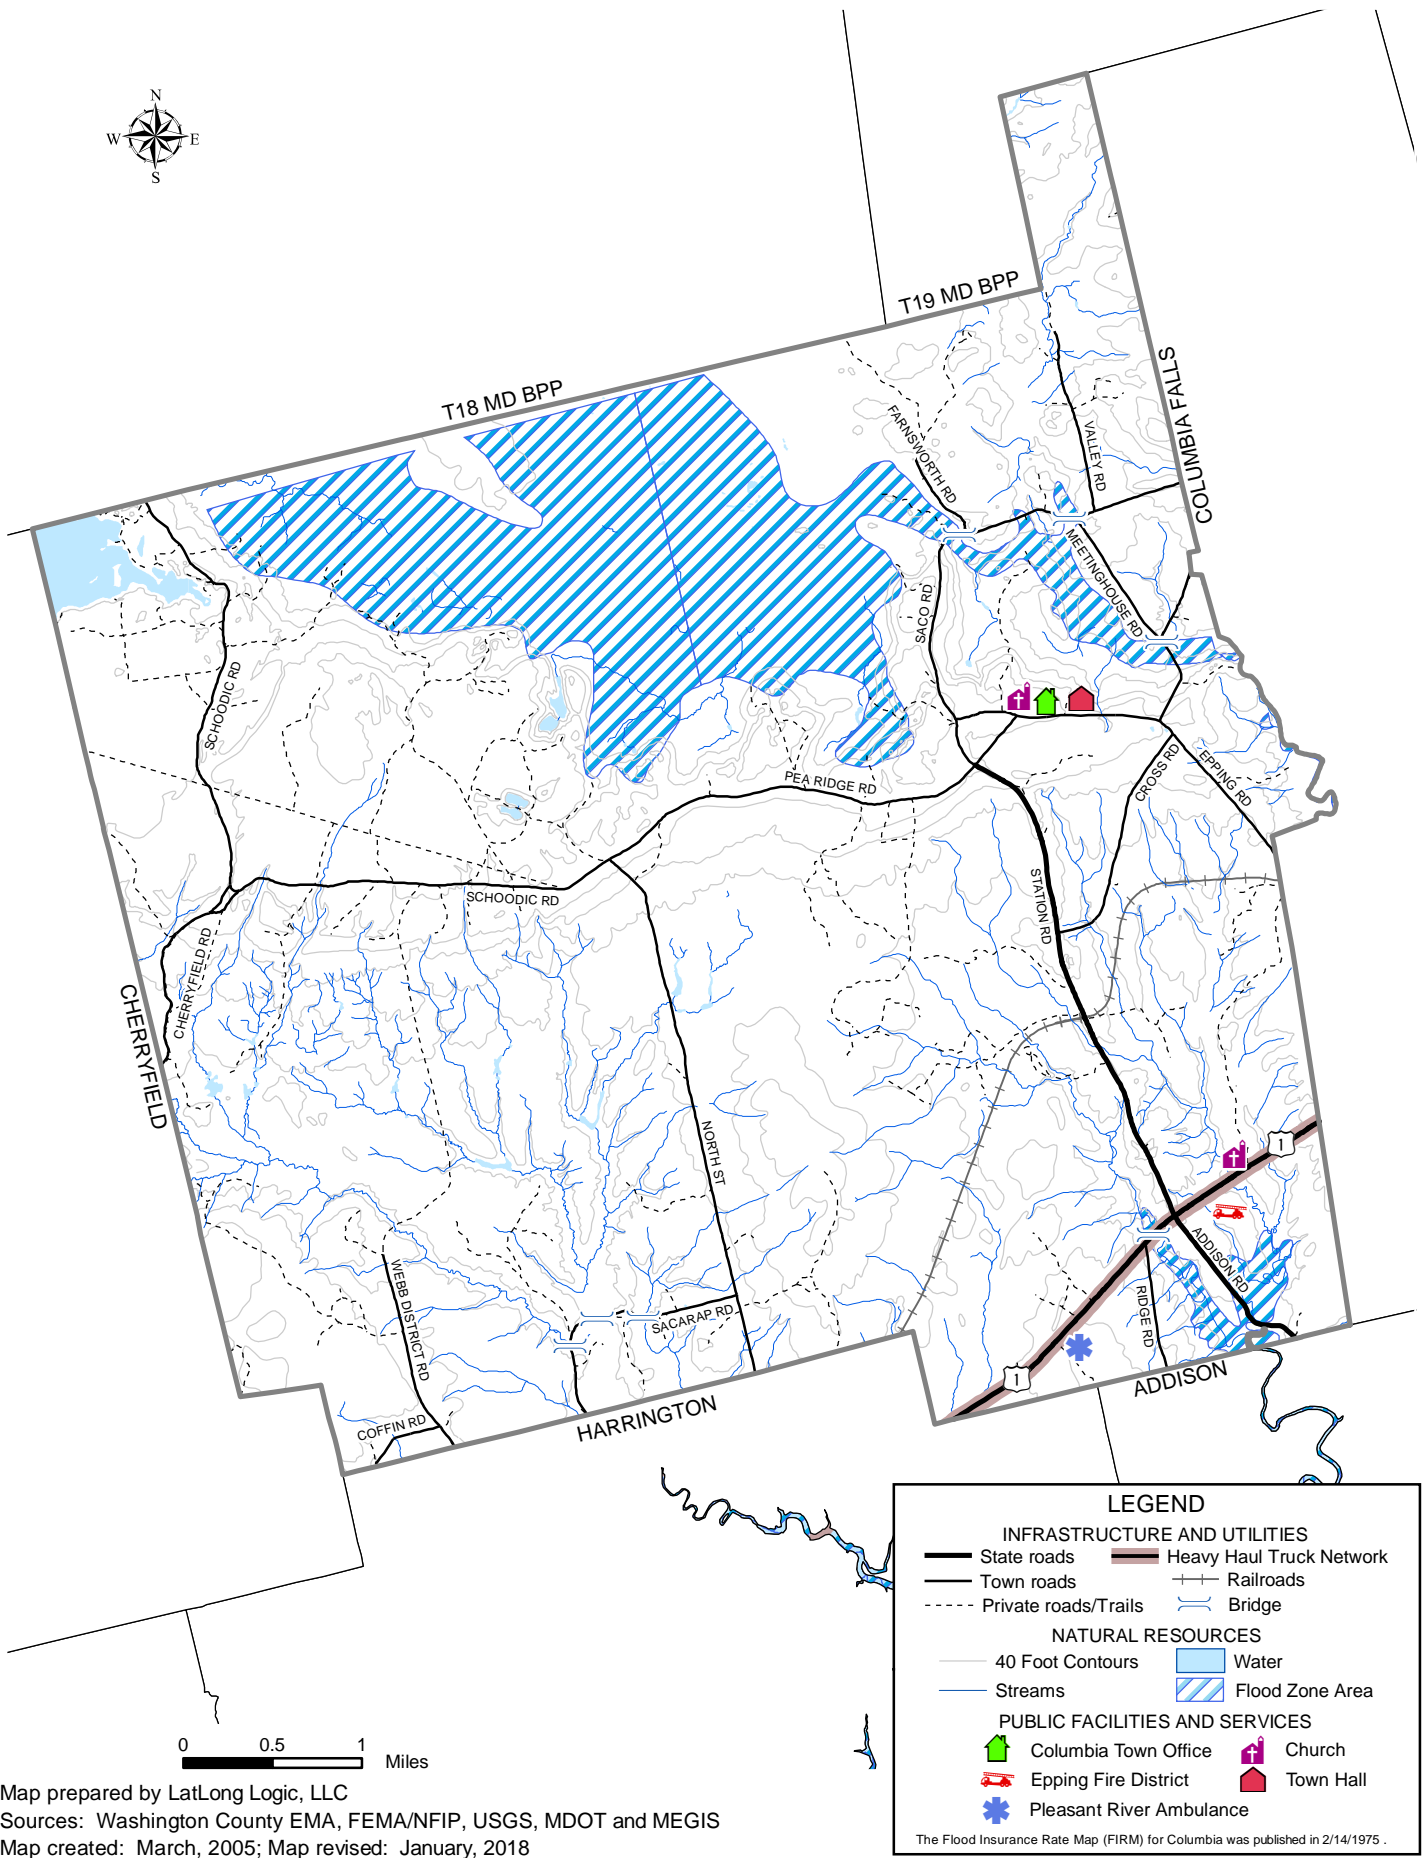 N
W E
S
T19 MD BPP
T18 MD BPP
COLUMBIA FALLS
FARNSWORTH RD
VALLEY RD
MEETINGHOUSE RD
SACO RD
SCHOODIC RD
PEA RIDGE RD
CROSS RD
EPPING RD
SCHOODIC RD
STATION RD
CHERRYFIELD RD
CHERRYFIELD
NORTH ST
1
ADDISON RD
WEBB DISTRICT RD
SACARAP RD
RIDGE RD
1
ADDISON
COFFIN RD
HARRINGTON
LEGEND
INFRASTRUCTURE AND UTILITIES
State roads Heavy Haul Truck Network
Town roads Railroads
Private roads/Trails Bridge
NATURAL RESOURCES
40 Foot Contours Water
Streams Flood Zone Area
PUBLIC FACILITIES AND SERVICES
Columbia Town Office Church
Epping Fire District Town Hall
Pleasant River Ambulance
The Flood Insurance Rate Map (FIRM) for Columbia was published in 2/14/1975 .
0 0.5 1
Miles
Map prepared by LatLong Logic, LLC
Sources: Washington County EMA, FEMA/NFIP, USGS, MDOT and MEGIS
Map created: March, 2005; Map revised: January, 2018